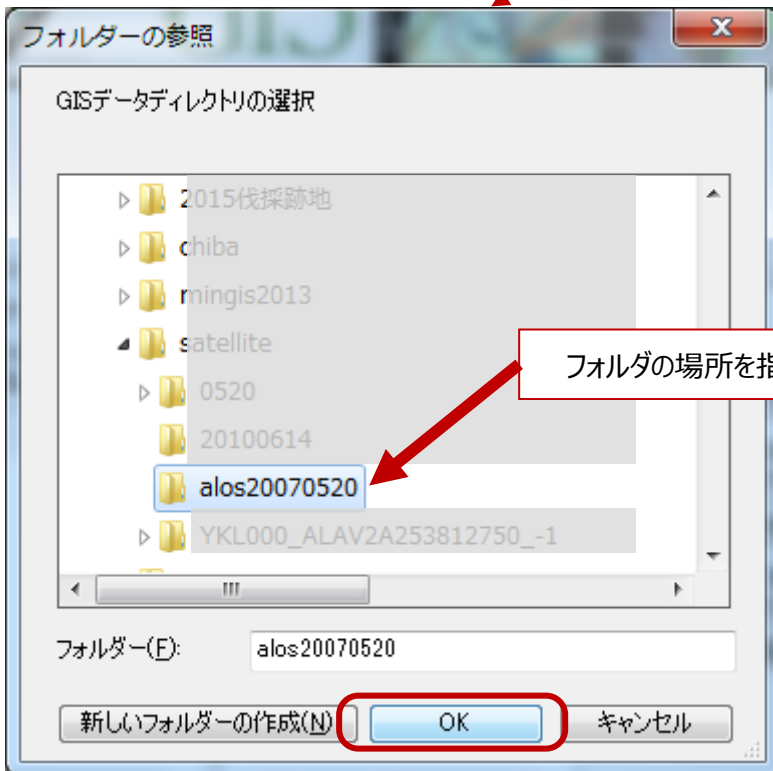 フォルダーの参照
GISデータディレクトリの選択
2015伐採跡地
chiba
mingis2013
satellite
0520
フォルダの場所を指
20100614
alos20070520
YKL000_ALAV2A253812750_-1
フォルダー(F):
alos20070520
新しいフォルダーの作成(N)
OK
キャンセル